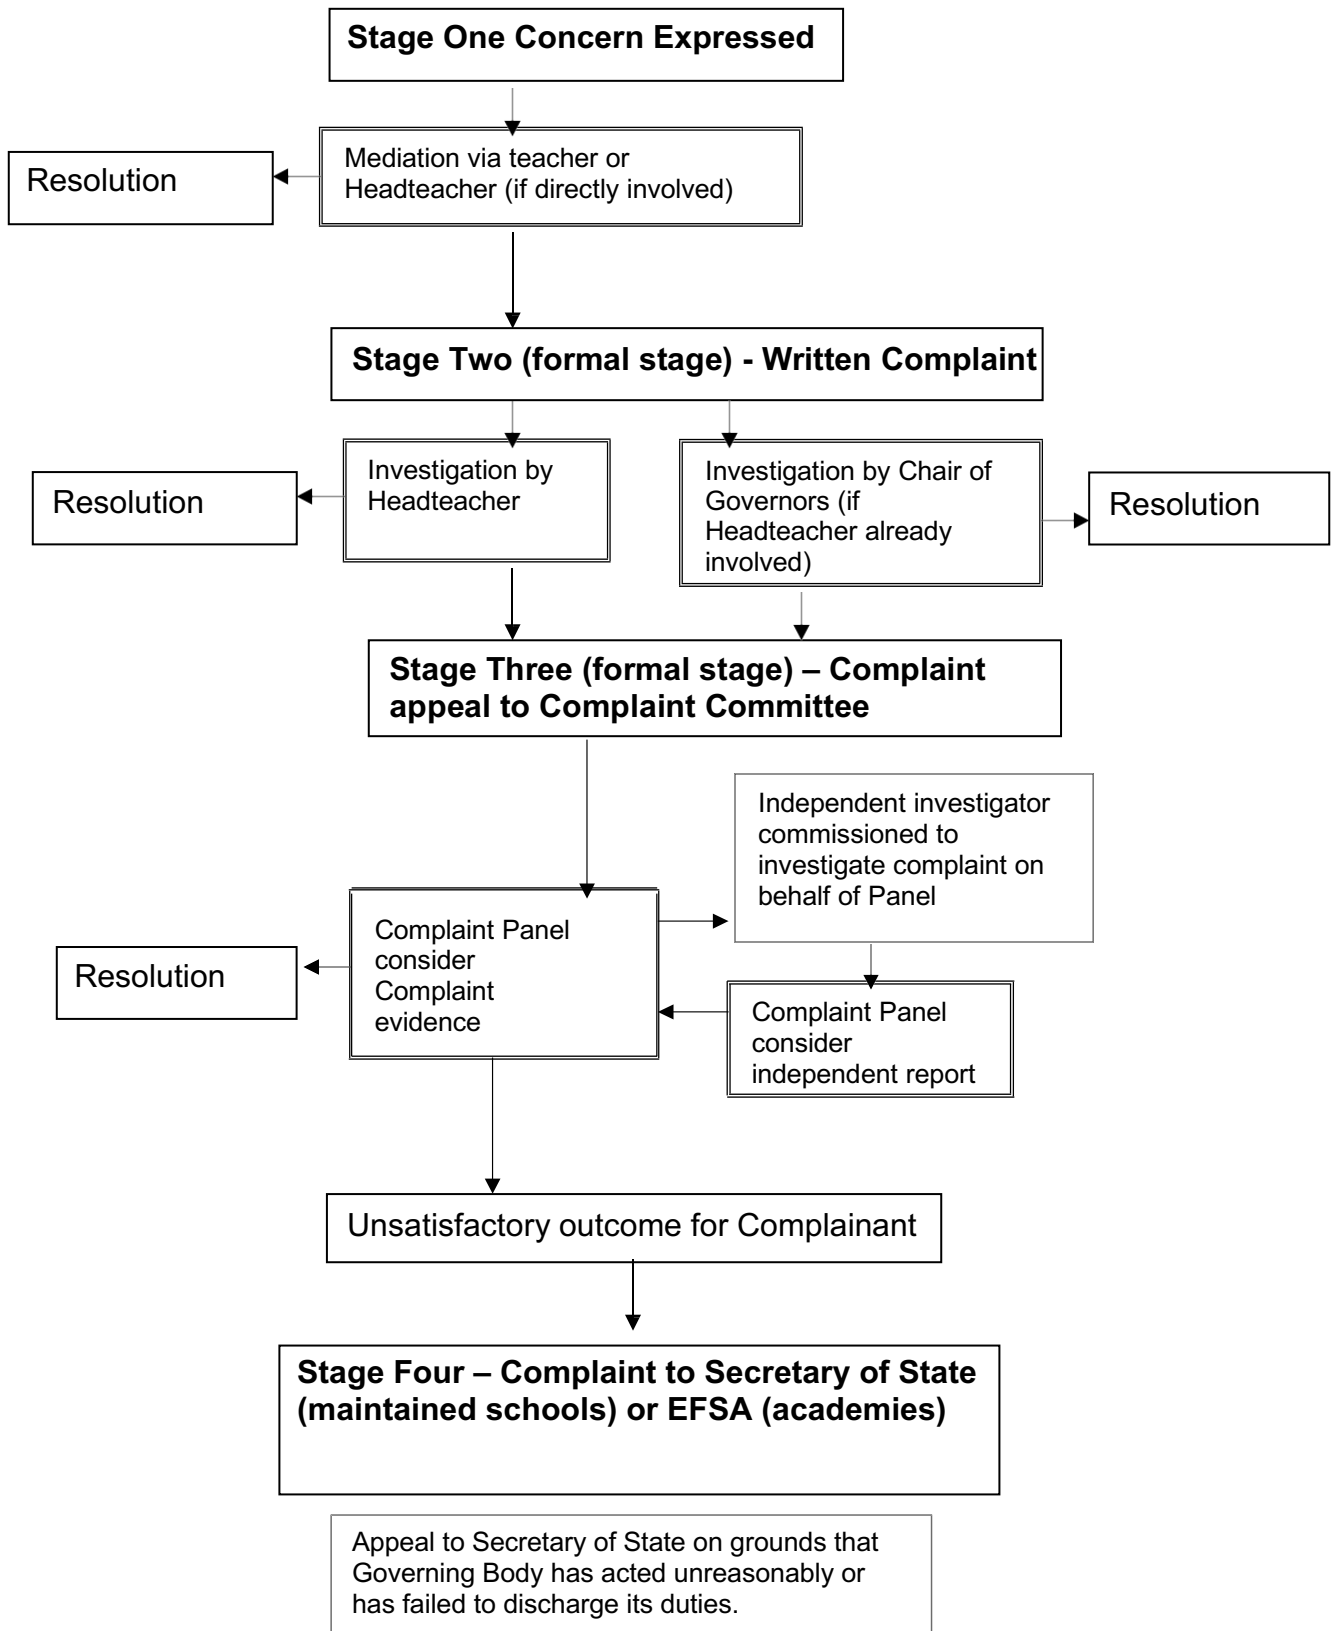 Stage One Concern Expressed
Mediation via teacher or
Headteacher (if directly involved)
Resolution
Stage Two (formal stage) - Written Complaint
Investigation by
Headteacher
Resolution
Investigation by Chair of
Governors (if
Headteacher already
involved)
Resolution
Stage Three (formal stage) – Complaint
appeal to Complaint Committee
Independent investigator
commissioned to
investigate complaint on
behalf of Panel
Complaint Panel
consider
Complaint
evidence
Resolution
Complaint Panel
consider
independent report
Unsatisfactory outcome for Complainant
Stage Four – Complaint to Secretary of State
(maintained schools) or EFSA (academies)
Appeal to Secretary of State on grounds that
Governing Body has acted unreasonably or
has failed to discharge its duties.